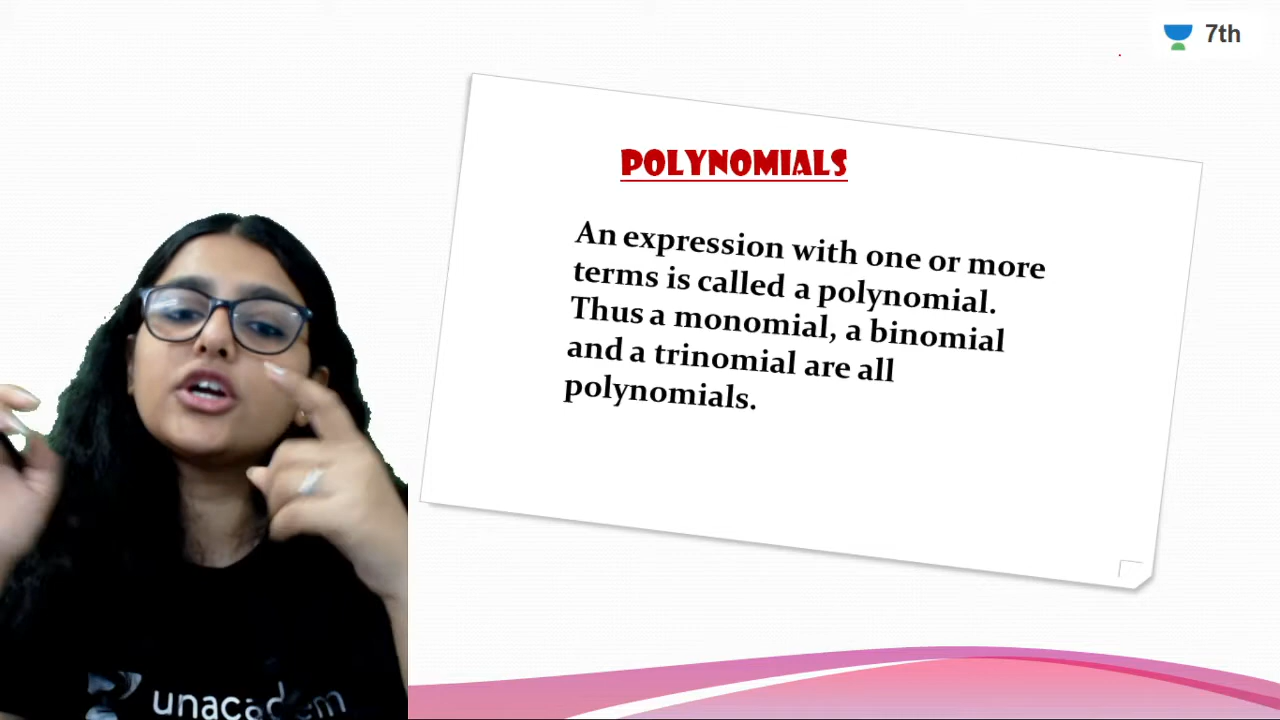 7th
POLYNOMIALS
An expression with one or more
terms is called a polynomial.
Thus a monomial, a binomial
and a trinomial are all
polynomials.
unacadem